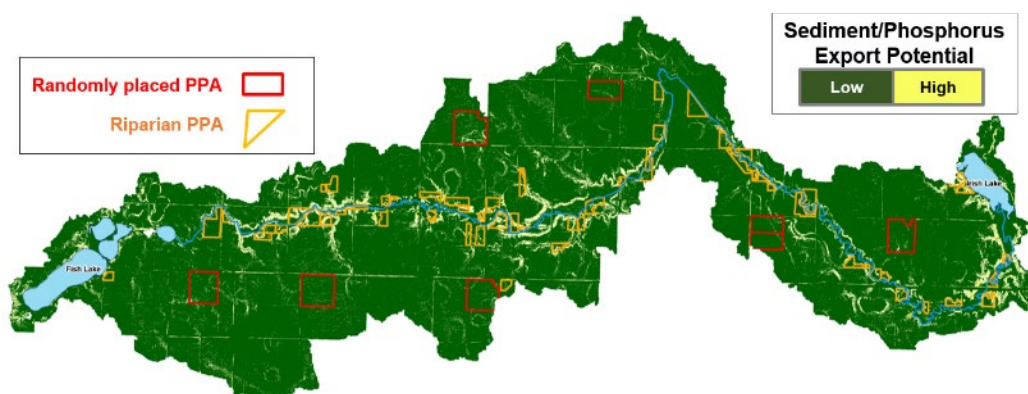 Sediment/Phosphorus
Export Potential
Low High
Randomly placed PPA
Riparian PPA
Fish Lake
Fish Lake